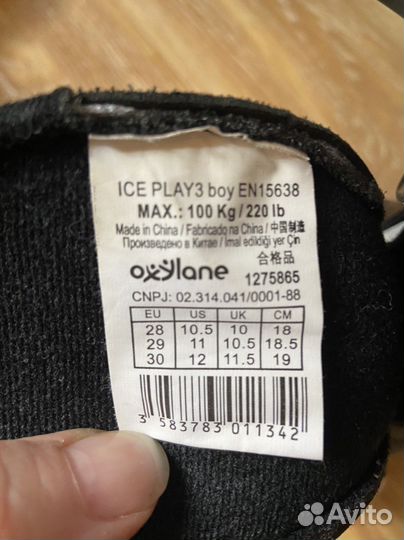 ICE PLAY3 boy EN15638
MAX.: 100 Kg / 220 lb
Made in China / Fabricado na China / 中国制造
Произведено в Китае / Imal edildiği yer Çin
合格品
oxylane 1275865
CNPJ: 02.314.041/0001-88
EU US UK CM
28 10.5 10 18
29 11 10.5 18.5
30 12 11.5 19
3 583783 011342
Avito